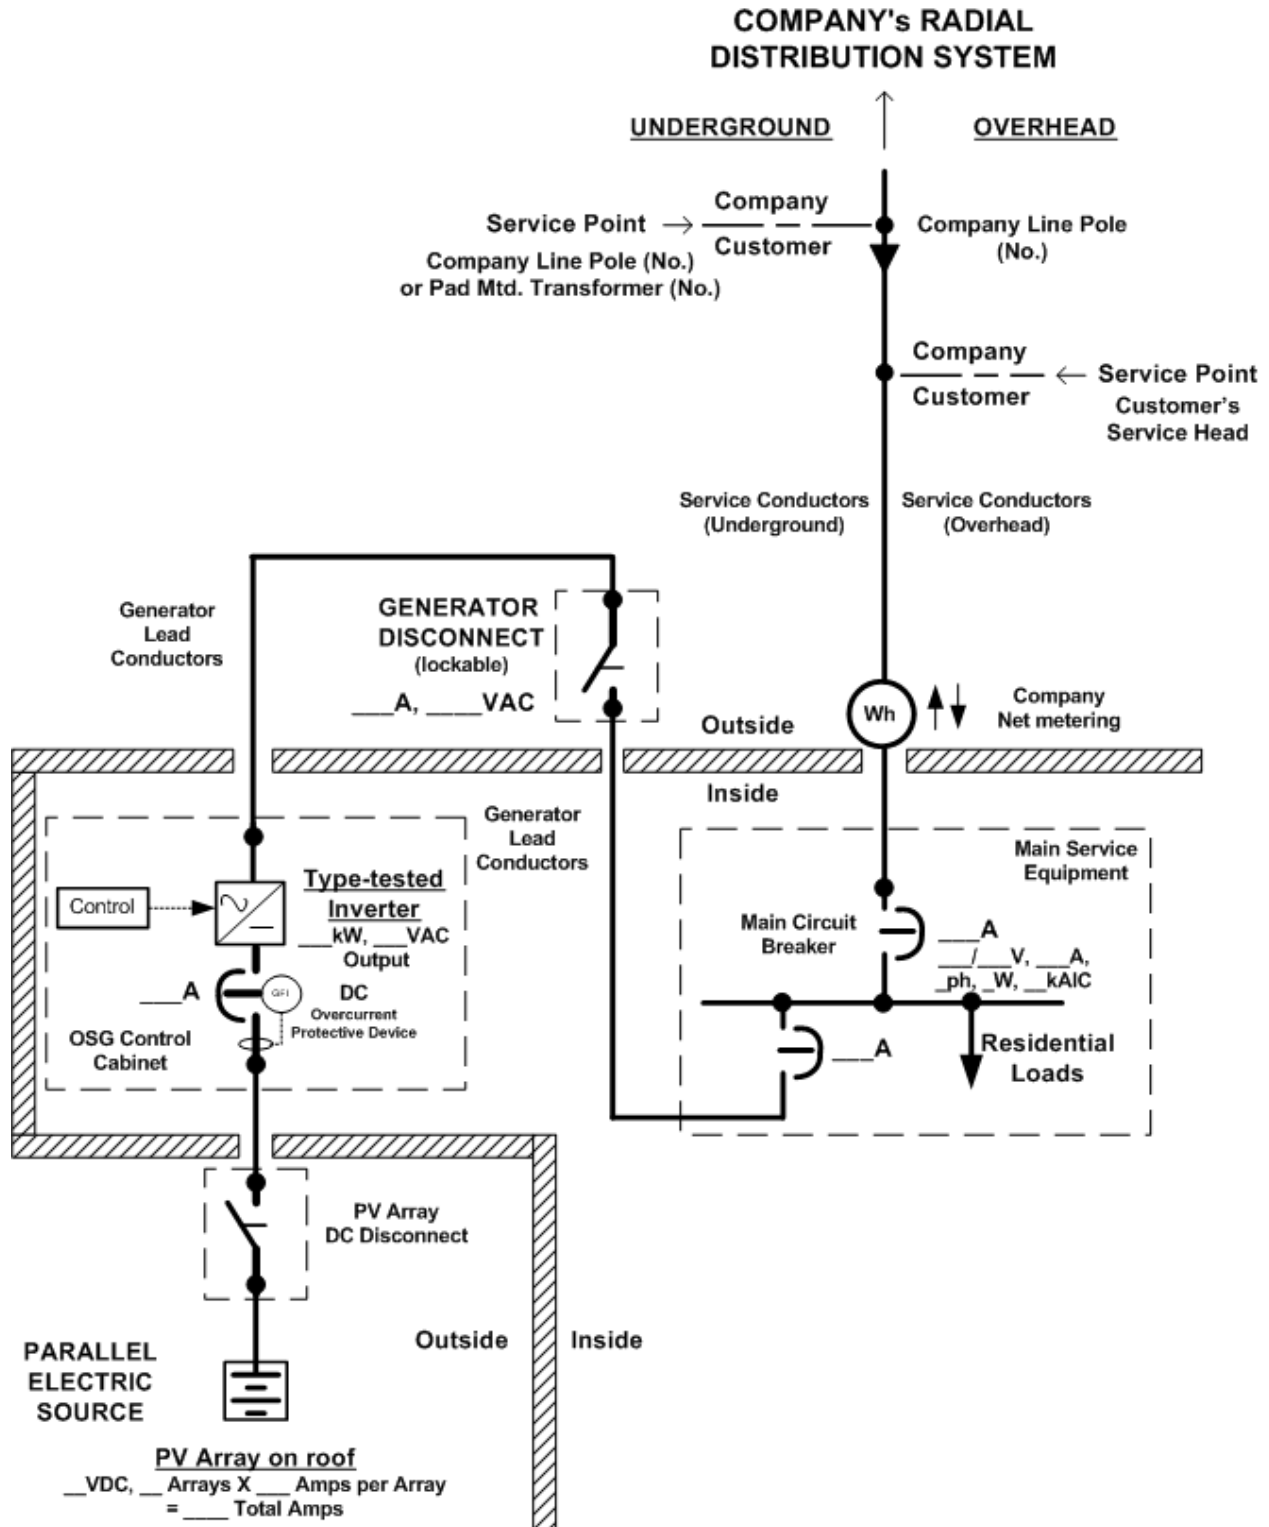 COMPANY's RADIAL
DISTRIBUTION SYSTEM
UNDERGROUND
OVERHEAD
Company
Service Point
Customer
Company Line Pole (No.)
or Pad Mtd. Transformer (No.)
Company Line Pole
(No.)
Company
Customer
Service Point
Customer's
Service Head
Service Conductors
(Underground)
Service Conductors
(Overhead)
Generator
Lead
Conductors
GENERATOR
DISCONNECT
(lockable)
___A, ____VAC
Wh
Company
Net metering
Outside
Inside
Generator
Lead
Conductors
Main Service
Equipment
Control
Type-tested
Inverter
___kW, ___VAC
Output
Main Circuit
Breaker
___A
___/___V, ___A,
_ph, _W, __kAIC
___A
GFI
DC
Overcurrent
Protective Device
OSG Control
Cabinet
___A
Residential
Loads
PV Array
DC Disconnect
Outside
Inside
PARALLEL
ELECTRIC
SOURCE
PV Array on roof
__VDC, __ Arrays X ___ Amps per Array
= ____ Total Amps